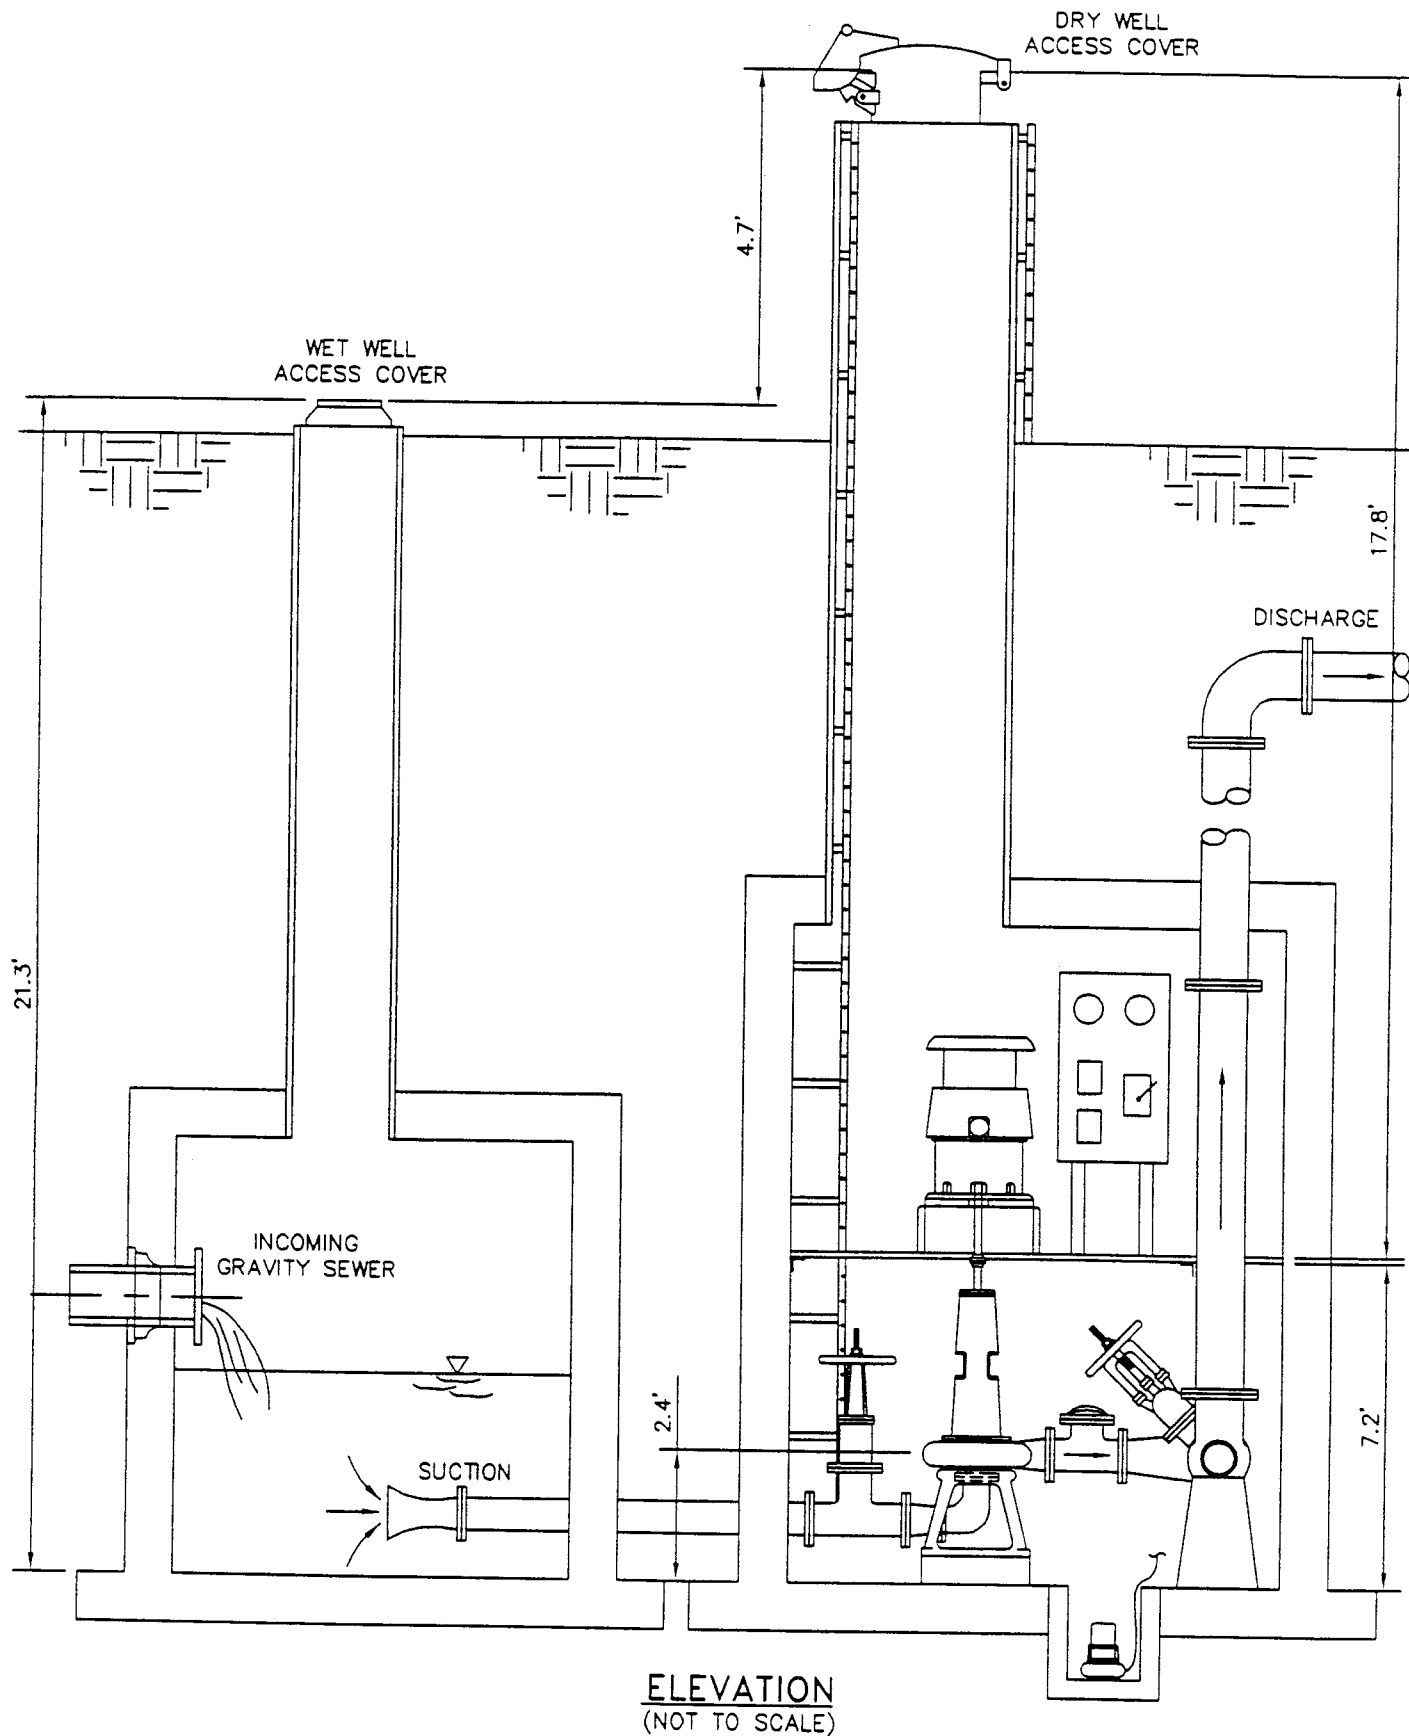 DRY WELL
ACCESS COVER
4.7'
WET WELL
ACCESS COVER
17.8'
DISCHARGE
21.3'
INCOMING
GRAVITY SEWER
2.4'
7.2'
SUCTION
ELEVATION
(NOT TO SCALE)